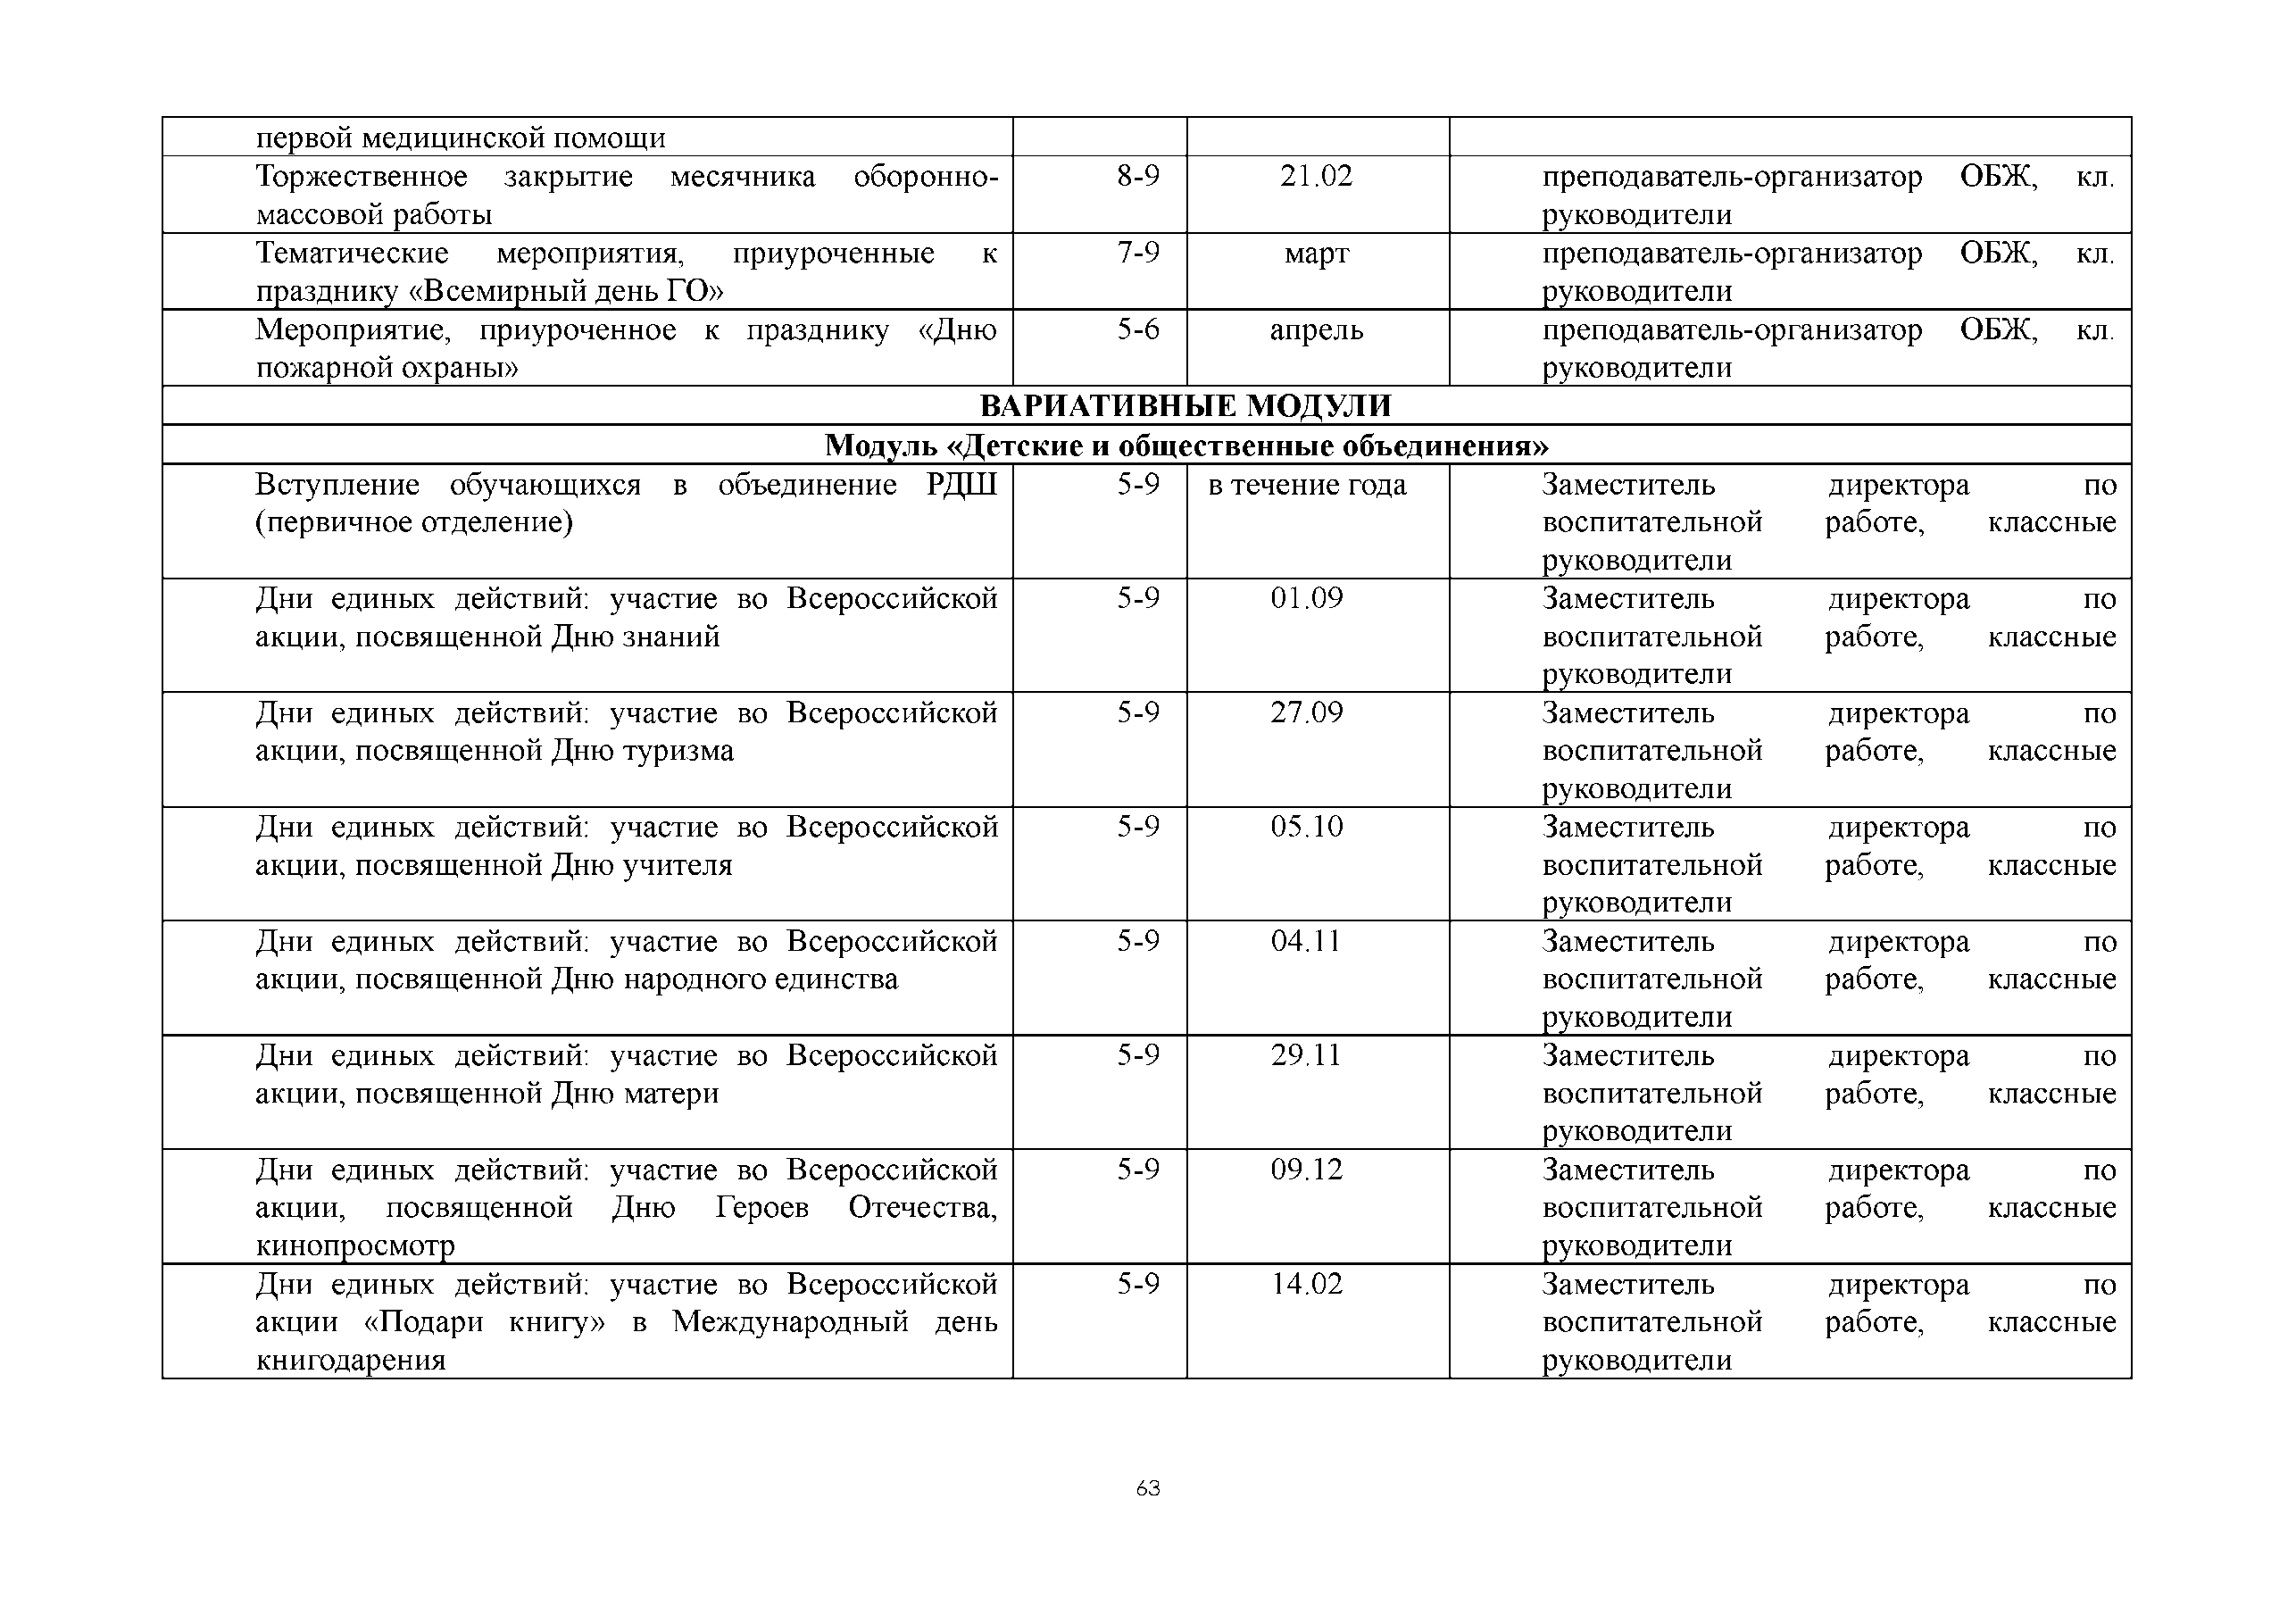 первой медицинской помощи
Торжественное закрытие месячника оборонно- 8-9 21.02 преподаватель-организатор ОБЖ, кл.
массовой работы руководители
Тематические мероприятия, приуроченные к 7-9 март преподаватель-организатор ОБЖ, кл.
празднику «Всемирный день ГО» руководители
Мероприятие, приуроченное к празднику «Дню 5-6 апрель преподаватель-организатор ОБЖ, кл.
пожарной охраны» руководители
ВАРИАТИВНЫЕ МОДУЛИ
Модуль «Детские и общественные объединения»
Вступление обучающихся в объединение РДШ 5-9 в течение года Заместитель директора по
(первичное отделение) воспитательной работе, классные
руководители
Дни единых действий: участие во Всероссийской 5-9 01.09 Заместитель директора по
акции, посвященной Дню знаний воспитательной работе, классные
руководители
Дни единых действий: участие во Всероссийской 5-9 27.09 Заместитель директора по
акции, посвященной Дню туризма воспитательной работе, классные
руководители
Дни единых действий: участие во Всероссийской 5-9 05.10 Заместитель директора по
акции, посвященной Дню учителя воспитательной работе, классные
руководители
Дни единых действий: участие во Всероссийской 5-9 04.11 Заместитель директора по
акции, посвященной Дню народного единства воспитательной работе, классные
руководители
Дни единых действий: участие во Всероссийской 5-9 29.11 Заместитель директора по
акции, посвященной Дню матери воспитательной работе, классные
руководители
Дни единых действий: участие во Всероссийской 5-9 09.12 Заместитель директора по
акции, посвященной Дню Героев Отечества, воспитательной работе, классные
кинопросмотр руководители
Дни единых действий: участие во Всероссийской 5-9 14.02 Заместитель директора по
акции «Подари книгу» в Международный день воспитательной работе, классные
книгодарения руководители
63